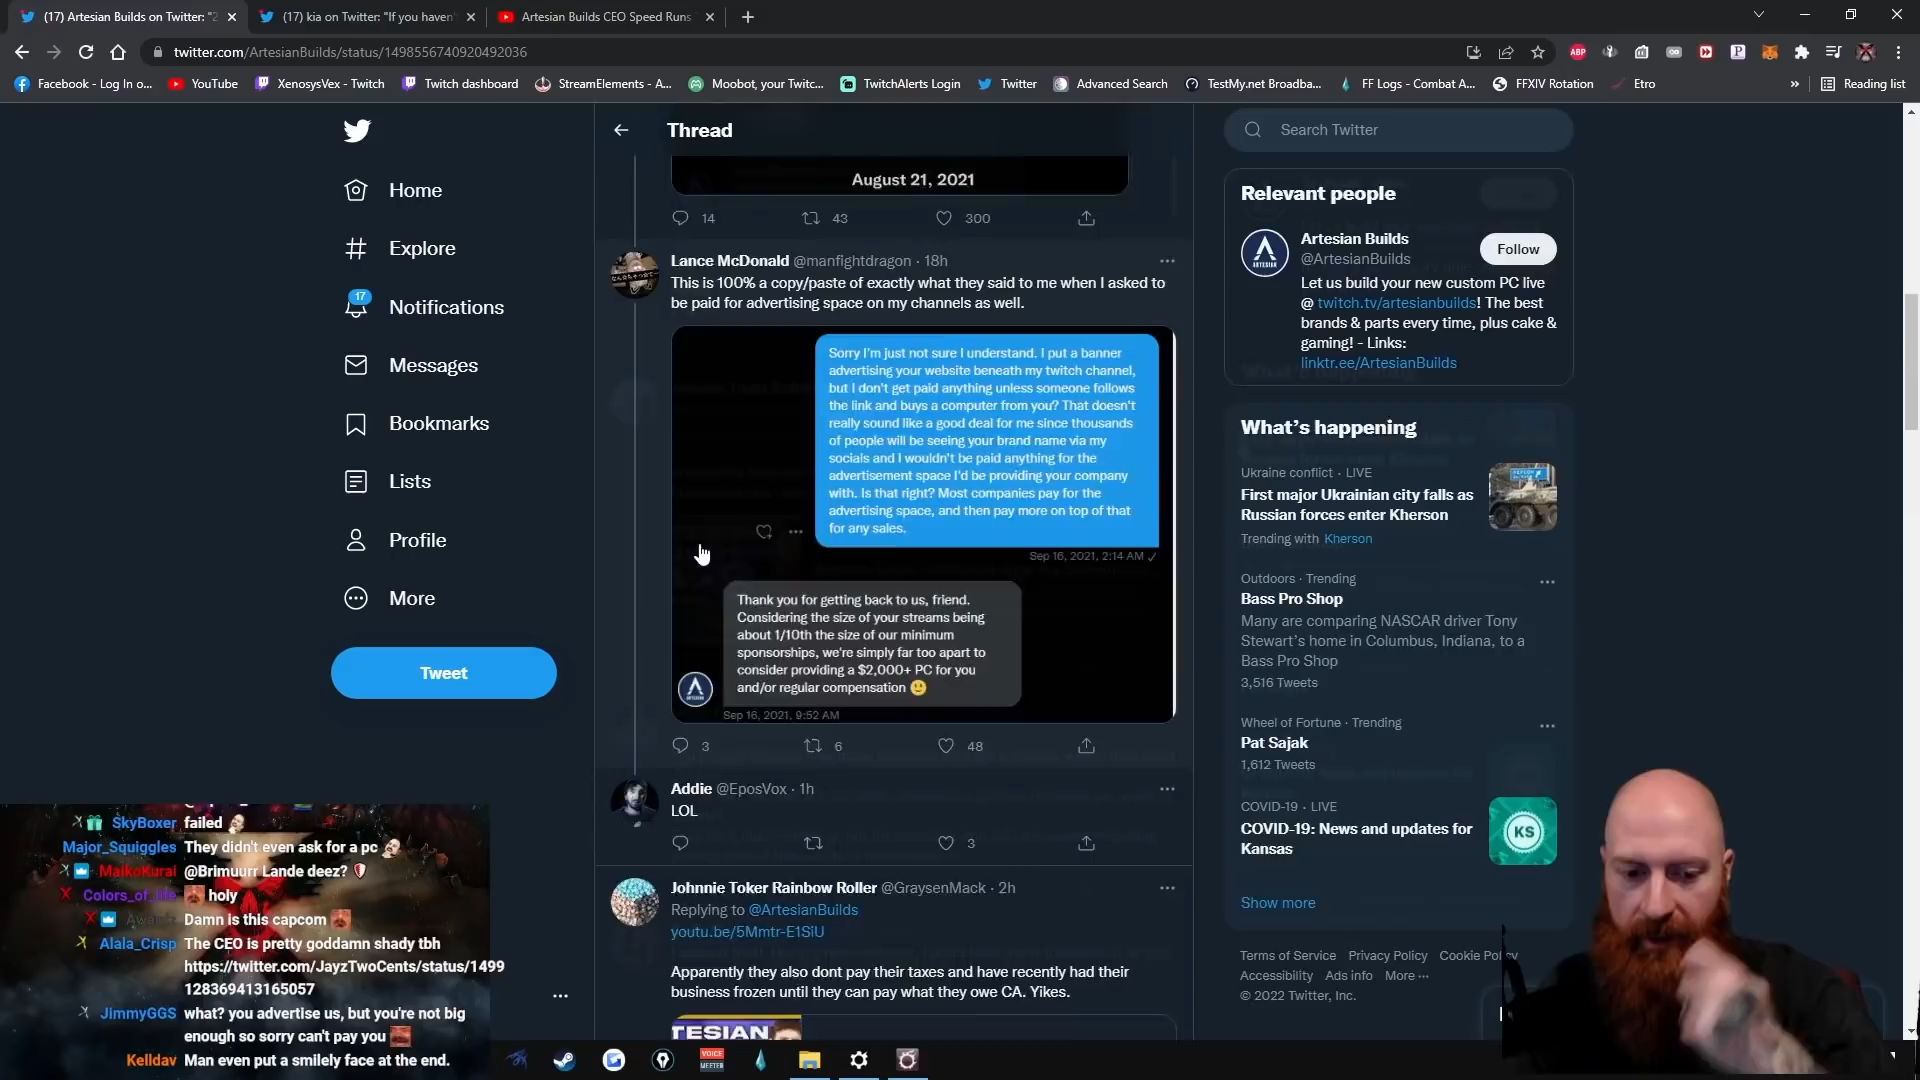 (17) Artesian Builds on Twitter: "2
(17) kia on Twitter: "If you haven'
Artesian Builds CEO Speed Runs
twitter.com/ArtesianBuilds/status/1498556740920492036
Facebook - Log In o...
YouTube
XenosysVex - Twitch
Twitch dashboard
StreamElements - A...
Moobot, your Twitc...
TwitchAlerts Login
Twitter
Advanced Search
TestMy.net Broadba...
FF Logs - Combat A...
FFXIV Rotation
Etro
Reading list
Home
Explore
17
Notifications
Messages
Bookmarks
Lists
Profile
More
Tweet
Thread
August 21, 2021
14 43 300
Lance McDonald @manfightdragon · 18h
This is 100% a copy/paste of exactly what they said to me when I asked to
be paid for advertising space on my channels as well.
Sorry I'm just not sure I understand. I put a banner
advertising your website beneath my twitch channel,
but I don't get paid anything unless someone follows
the link and buys a computer from you? That doesn't
really sound like a good deal for me since thousands
of people will be seeing your brand name via my
socials and I wouldn't be paid anything for the
advertisement space I'd be providing your company
with. Is that right? Most companies pay for the
advertising space, and then pay more on top of that
for any sales.
Sep 16, 2021, 2:14 AM
Thank you for getting back to us, friend.
Considering the size of your streams being
about 1/10th the size of our minimum
sponsorships, we're simply far too apart to
consider providing a $2,000+ PC for you
and/or regular compensation 🙂
Sep 16, 2021, 9:52 AM
3 6 48
Addie @EposVox · 1h
LOL
3
Johnnie Toker Rainbow Roller @GraysenMack · 2h
Replying to @ArtesianBuilds
youtu.be/5Mmtr-E1SiU
Apparently they also dont pay their taxes and have recently had their
business frozen until they can pay what they owe CA. Yikes.
TESIAN
Search Twitter
Relevant people
Artesian Builds
@ArtesianBuilds
Follow
Let us build your new custom PC live
@ twitch.tv/artesianbuilds! The best
brands & parts every time, plus cake &
gaming! - Links:
linktr.ee/ArtesianBuilds
What's happening
Ukraine conflict · LIVE
First major Ukrainian city falls as
Russian forces enter Kherson
Trending with Kherson
Outdoors · Trending
Bass Pro Shop
Many are comparing NASCAR driver Tony
Stewart's home in Columbus, Indiana, to a
Bass Pro Shop
3,516 Tweets
Wheel of Fortune · Trending
Pat Sajak
1,612 Tweets
COVID-19 · LIVE
COVID-19: News and updates for
Kansas
KS
Show more
Terms of Service Privacy Policy Cookie
Accessibility Ads info More ···
© 2022 Twitter, Inc.
SkyBoxer failed
Major_Squiggles They didn't even ask for a pc
MaikoKurai @Brimuurr Lande deez?
holy
Damn is this capcom
Alala_Crisp The CEO is pretty goddamn shady tbh
https://twitter.com/JayzTwoCents/status/1499
128369413165057
JimmyGGS what? you advertise us, but you're not big
enough so sorry can't pay you
Kelldav Man even put a smilely face at the end.
VOICE
MEETER